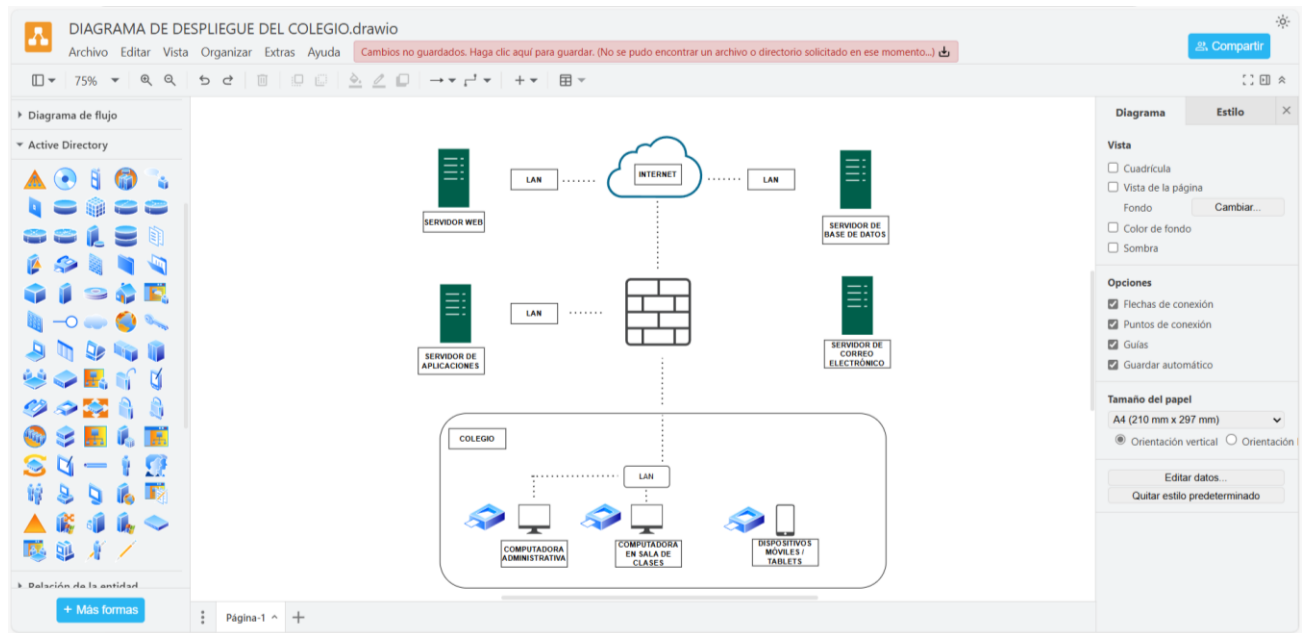 DIAGRAMA DE DESPLIEGUE DEL COLEGIO.drawio
Archivo Editar Vista Organizar Extras Ayuda
Cambios no guardados. Haga clic aquí para guardar. (No se pudo encontrar un archivo o directorio solicitado en ese momento...)
Compartir
75%
Diagrama de flujo
Active Directory
Relación de la entidad
+ Más formas
LAN
INTERNET
LAN
SERVIDOR WEB
SERVIDOR DE
BASE DE DATOS
LAN
SERVIDOR DE
APLICACIONES
SERVIDOR DE
CORREO
ELECTRÓNICO
COLEGIO
LAN
COMPUTADORA
ADMINISTRATIVA
COMPUTADORA
EN SALA DE
CLASES
DISPOSITIVOS
MÓVILES /
TABLETS
Página-1
Diagrama
Estilo
Vista
Cuadrícula
Vista de la página
Fondo
Cambiar...
Color de fondo
Sombra
Opciones
Flechas de conexión
Puntos de conexión
Guías
Guardar automático
Tamaño del papel
A4 (210 mm x 297 mm)
Orientación vertical
Orientación
Editar datos...
Quitar estilo predeterminado